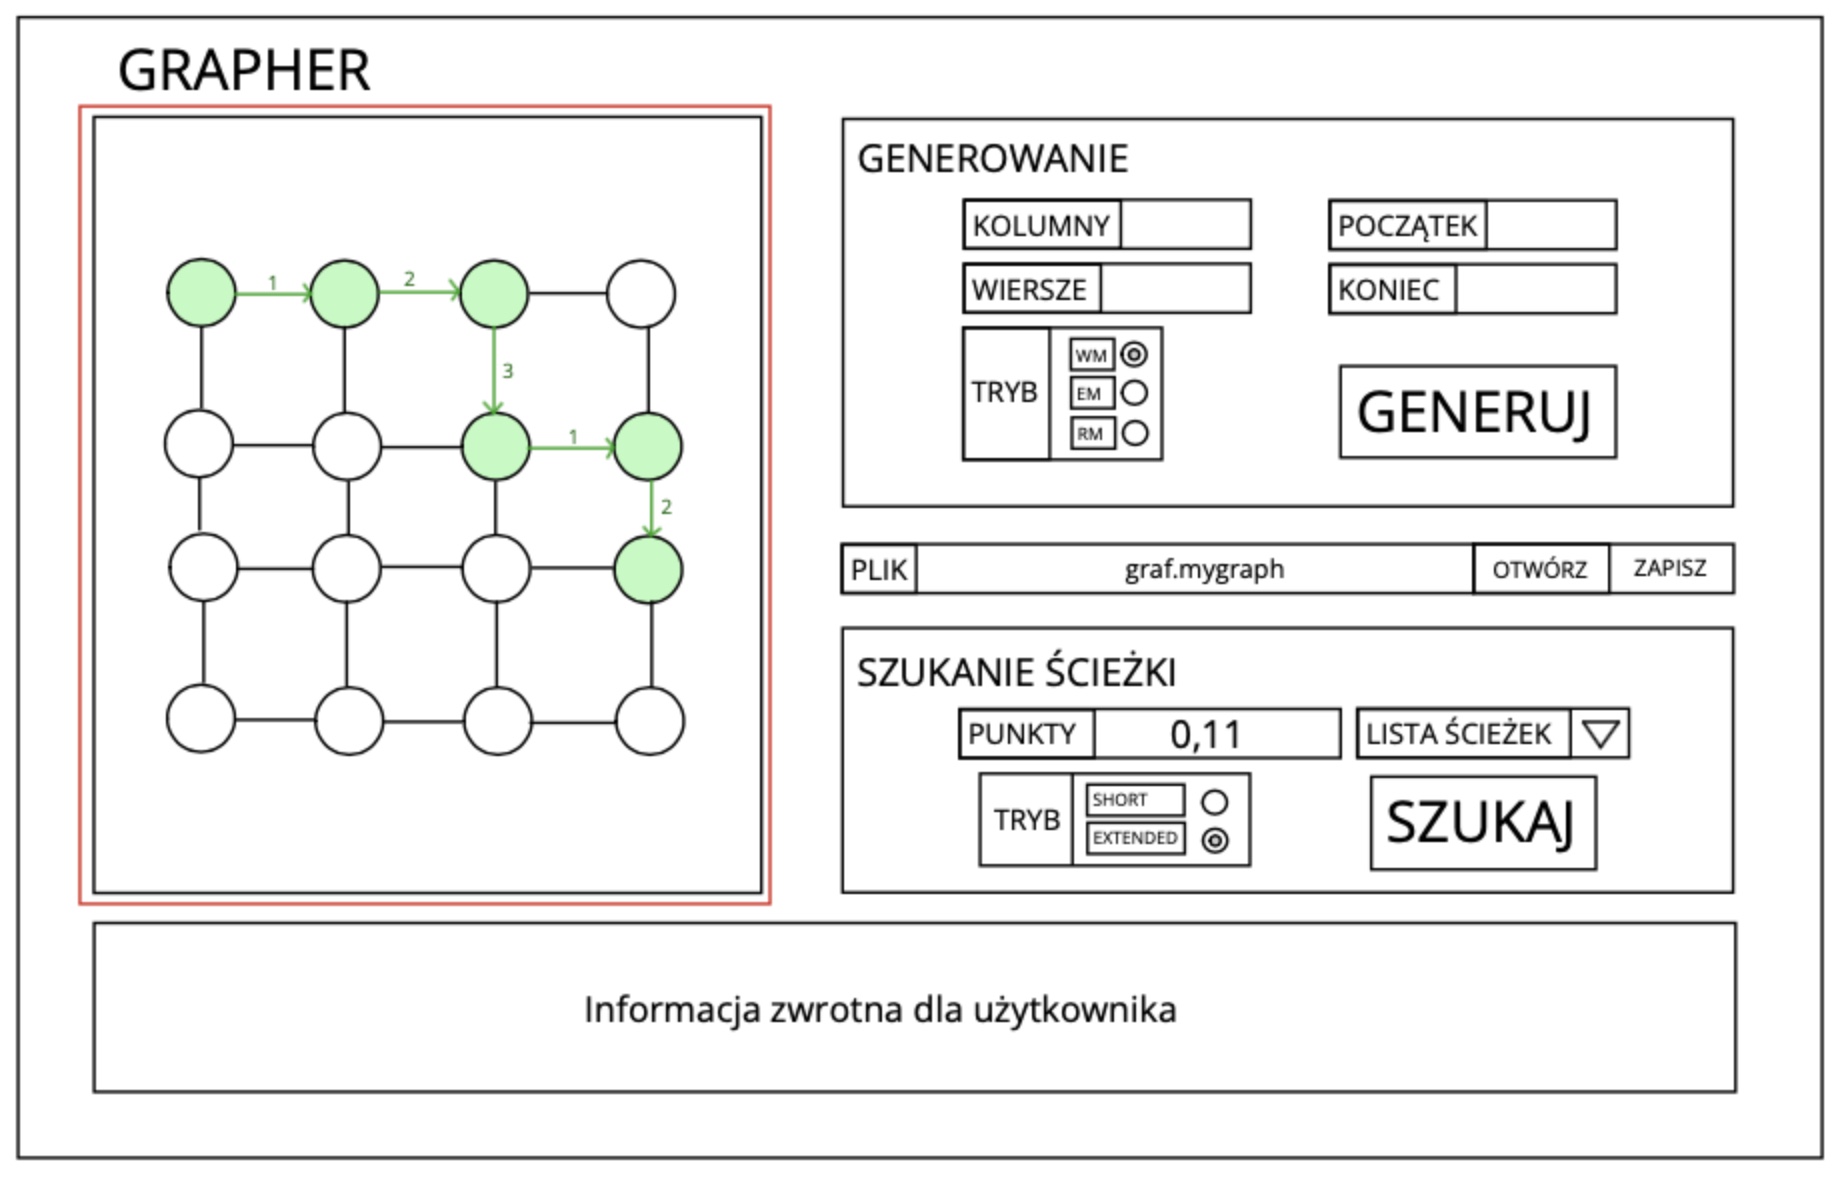 GRAPHER
1
2
3
1
2
GENEROWANIE
KOLUMNY
POCZĄTEK
WIERSZE
KONIEC
TRYB
WM
EM
RM
GENERUJ
PLIK
graf.mygraph
OTWÓRZ
ZAPISZ
SZUKANIE ŚCIEŻKI
PUNKTY
0,11
LISTA ŚCIEŻEK
TRYB
SHORT
EXTENDED
SZUKAJ
Informacja zwrotna dla użytkownika